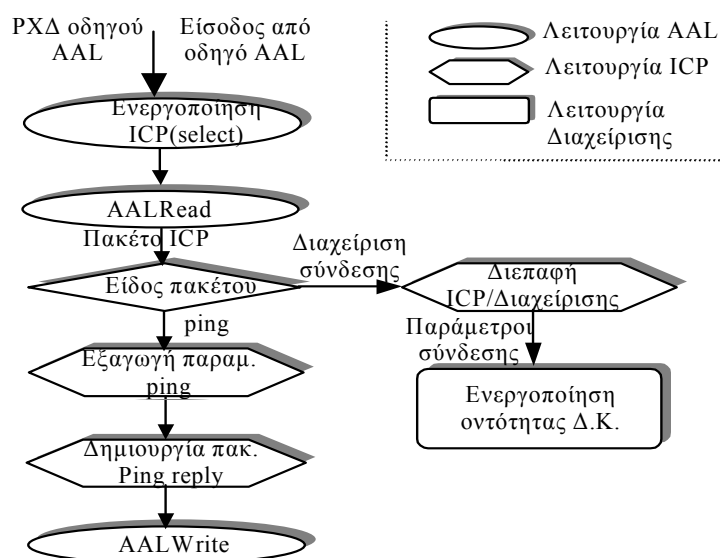 ΡΧΔ οδηγού
AAL
Είσοδος από
οδηγό AAL
Ενεργοποίηση
ICP(select)
AALRead
Πακέτο ICP
Είδος πακέτου
ping
Εξαγωγή παραμ.
ping
Δημιουργία πακ.
Ping reply
AALWrite
Διαχείριση
σύνδεσης
Διεπαφή
ICP/Διαχείρισης
Παράμετροι
σύνδεσης
Ενεργοποίηση
οντότητας Δ.Κ.
Λειτουργία AAL
Λειτουργία ICP
Λειτουργία
Διαχείρισης